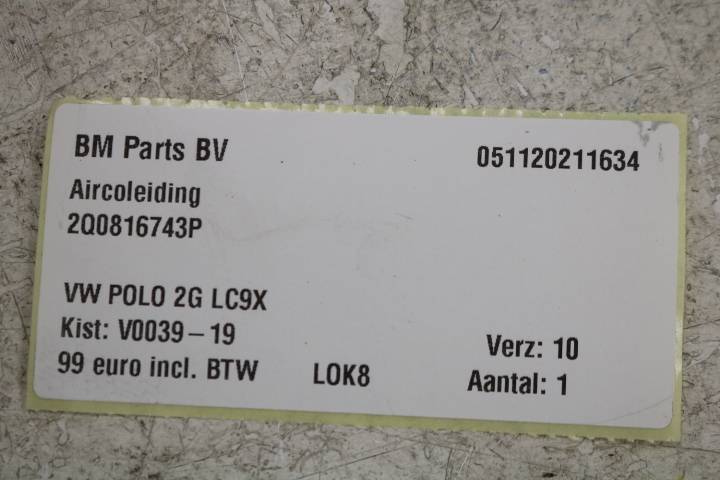 BM Parts BV
051120211634
Aircoleiding
2Q0816743P
VW POLO 2G LC9X
Kist: V0039-19
Verz: 10
99 euro incl. BTW
LOK8
Aantal: 1